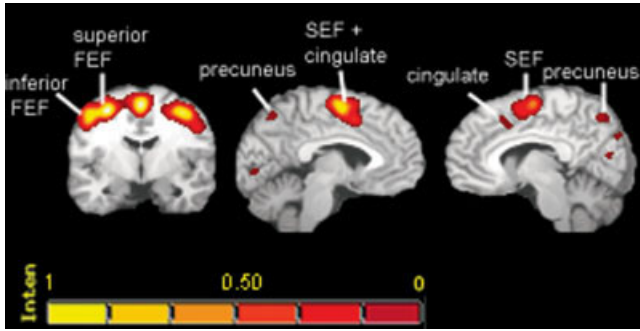 superior
FEF
inferior
FEF
precuneus
SEF +
cingulate
cingulate
SEF
precuneus
Inten
1 0.50 0